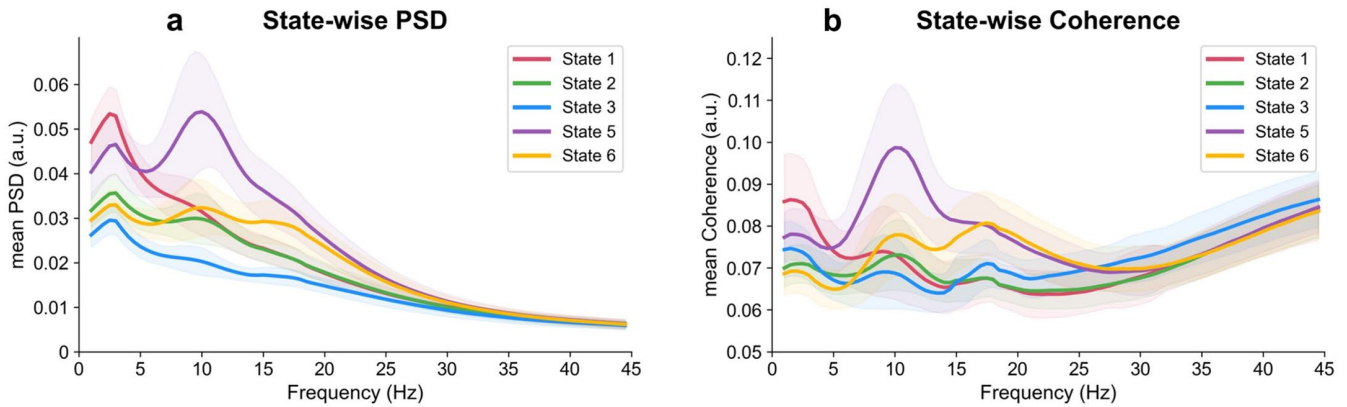 a State-wise PSD
mean PSD (a.u.)
0.06
0.05
0.04
0.03
0.02
0.01
0
0 5 10 15 20 25 30 35 40 45
Frequency (Hz)
State 1
State 2
State 3
State 5
State 6
b State-wise Coherence
mean Coherence (a.u.)
0.12
0.11
0.10
0.09
0.08
0.07
0.06
0.05
0 5 10 15 20 25 30 35 40 45
Frequency (Hz)
State 1
State 2
State 3
State 5
State 6